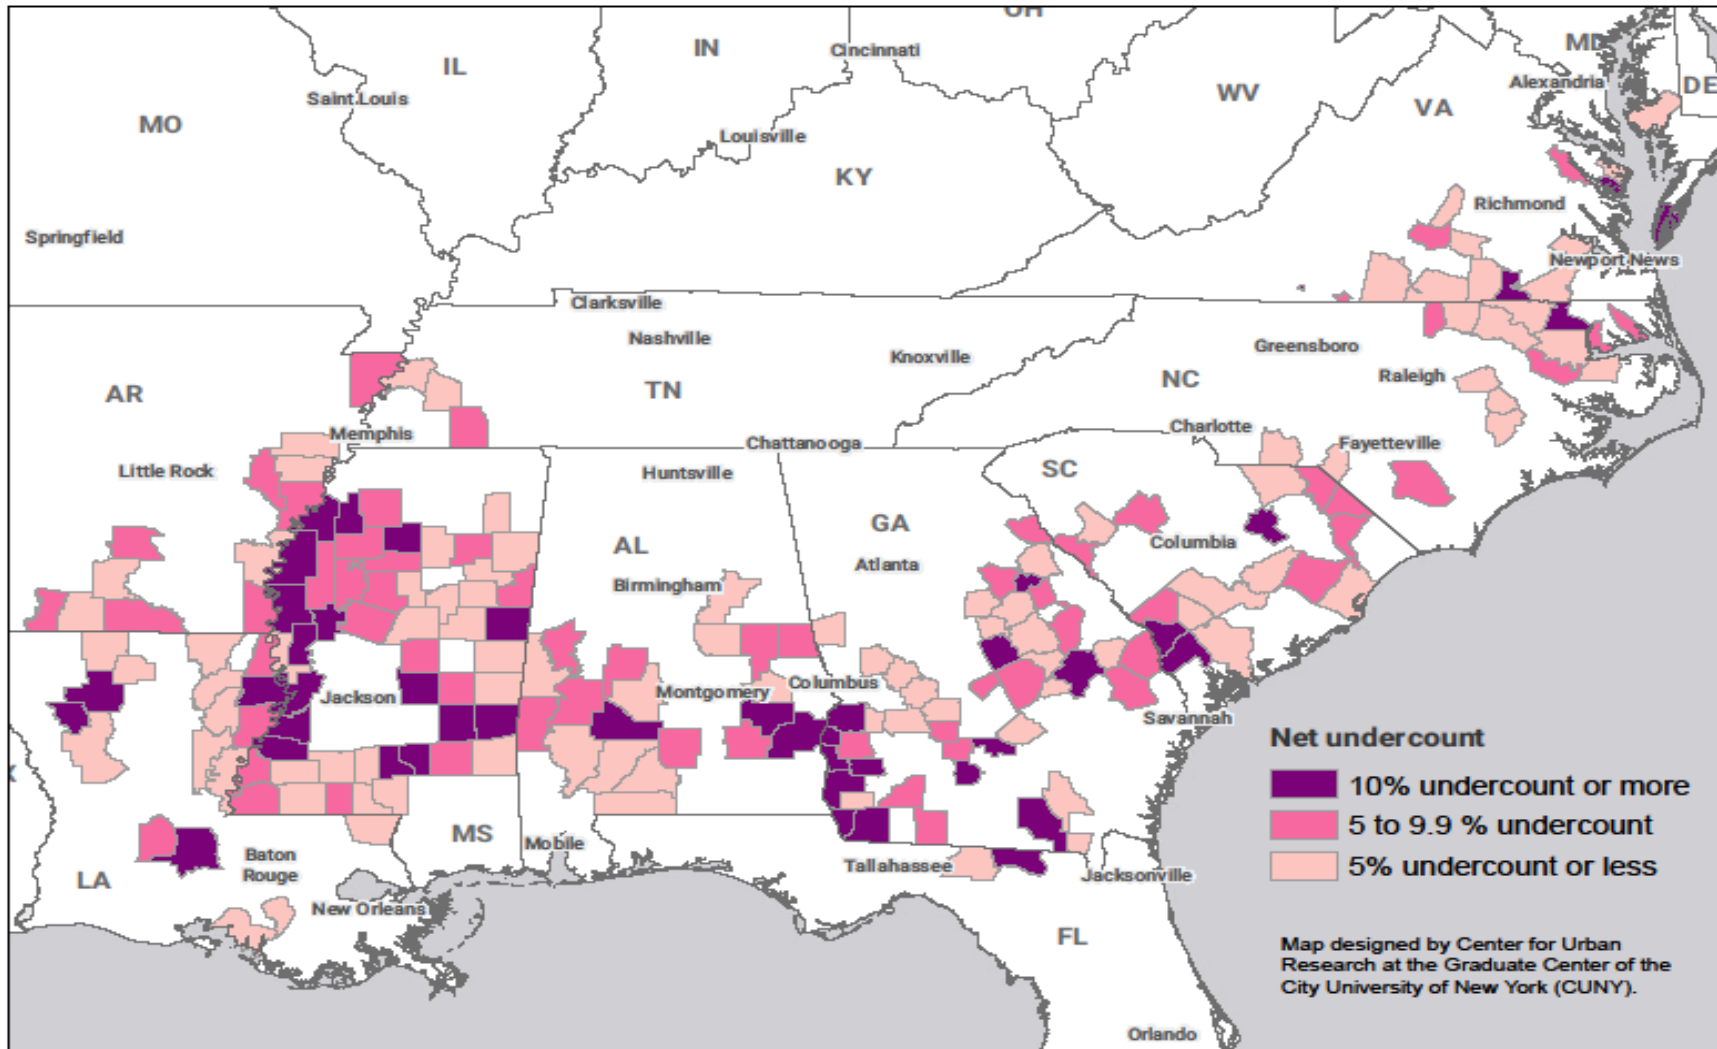 OH
IN
Cincinnati
MD
IL
Alexandria
DE
WV
Saint Louis
VA
MO
Louisville
KY
Richmond
Springfield
Newport News
Clarksville
Nashville
Greensboro
Knoxville
Raleigh
NC
TN
AR
Charlotte
Memphis
Chattanooga
Fayetteville
Little Rock
Huntsville
SC
GA
AL
Columbia
Atlanta
Birmingham
Columbus
Montgomery
Jackson
Savannah
Net undercount
10% undercount or more
5 to 9.9 % undercount
5% undercount or less
MS
Mobile
Baton
Rouge
Tallahassee
Jacksonville
LA
New Orleans
FL
Map designed by Center for Urban
Research at the Graduate Center of the
City University of New York (CUNY).
Orlando